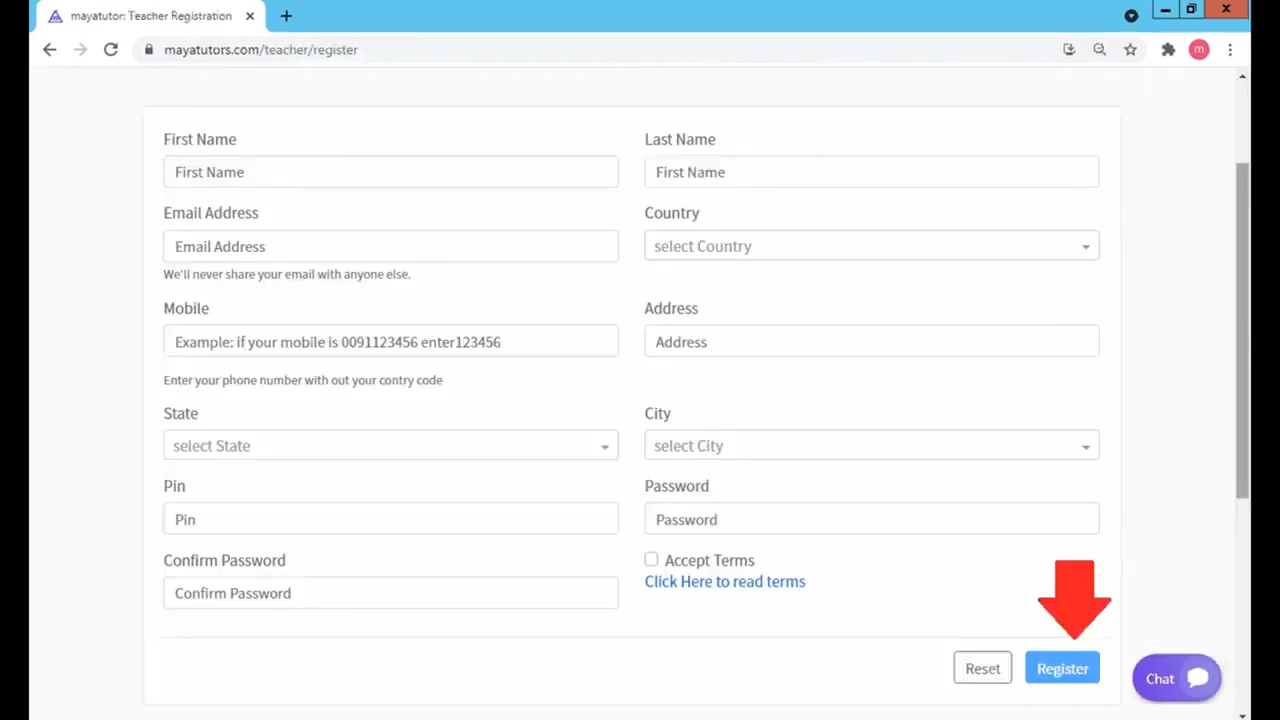 mayatutor: Teacher Registration
mayatutors.com/teacher/register
m
First Name
Last Name
First Name
First Name
Email Address
Country
Email Address
select Country
We'll never share your email with anyone else.
Mobile
Address
Example: if your mobile is 0091123456 enter123456
Address
Enter your phone number with out your contry code
State
City
select State
select City
Pin
Password
Pin
Password
Confirm Password
Accept Terms
Click Here to read terms
Confirm Password
Reset
Register
Chat